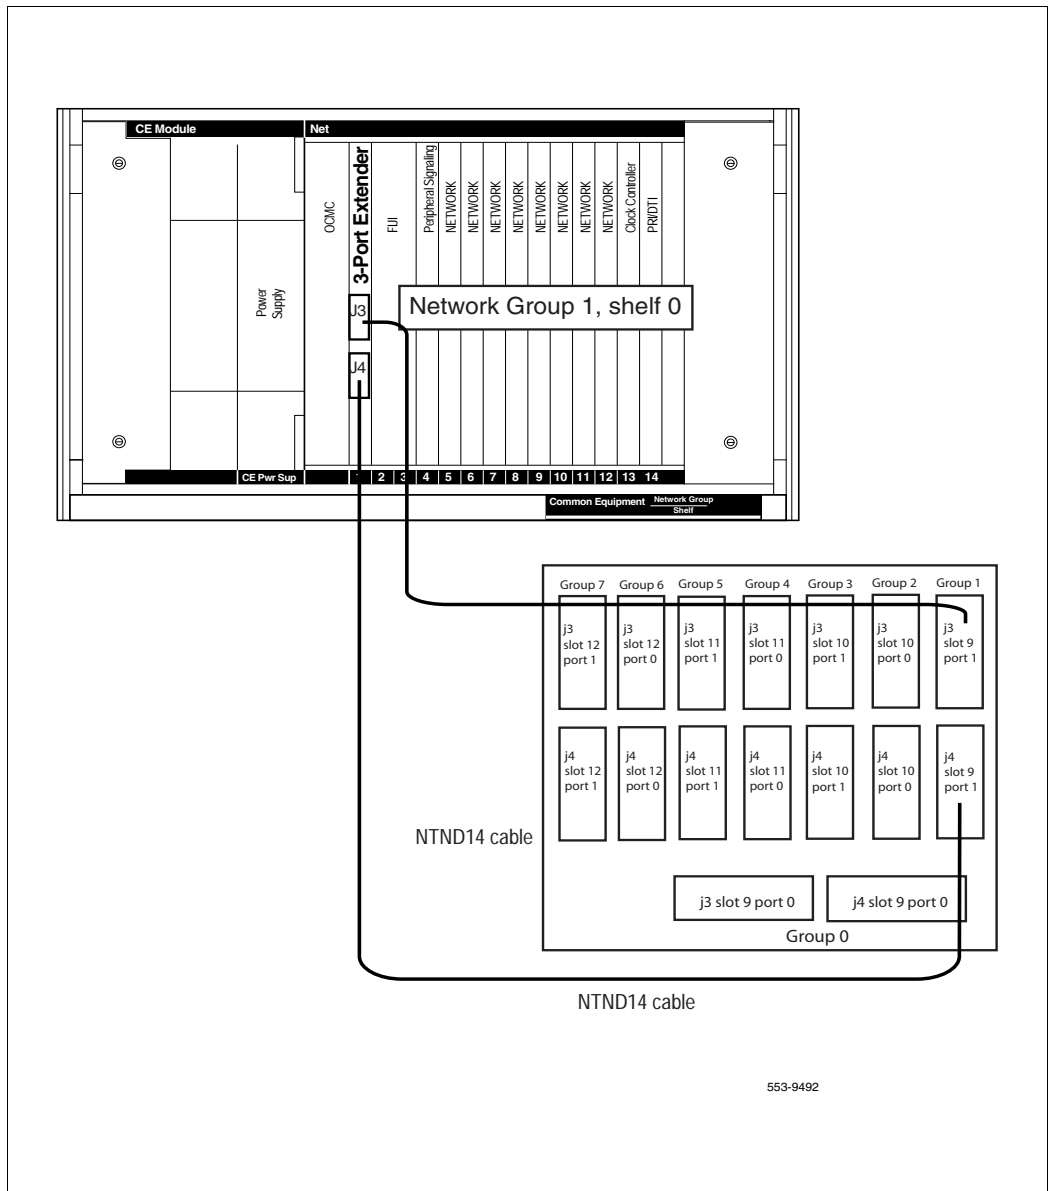 CE Module
Net
OCMC
3-Port Extender
FIJI
Peripheral Signaling
NETWORK
NETWORK
NETWORK
NETWORK
NETWORK
NETWORK
NETWORK
NETWORK
Clock Controller
PRI/DTI
Power
Supply
J3
Network Group 1, shelf 0
J4
CE Pwr Sup
1 2 3 4 5 6 7 8 9 10 11 12 13 14
Common Equipment
Network Group
Shelf
Group 7 Group 6 Group 5 Group 4 Group 3 Group 2 Group 1
j3
slot 12
port 1
j3
slot 12
port 0
j3
slot 11
port 1
j3
slot 11
port 0
j3
slot 10
port 1
j3
slot 10
port 0
j3
slot 9
port 1
j4
slot 12
port 1
j4
slot 12
port 0
j4
slot 11
port 1
j4
slot 11
port 0
j4
slot 10
port 1
j4
slot 10
port 0
j4
slot 9
port 1
NTND14 cable
j3 slot 9 port 0
j4 slot 9 port 0
Group 0
NTND14 cable
553-9492